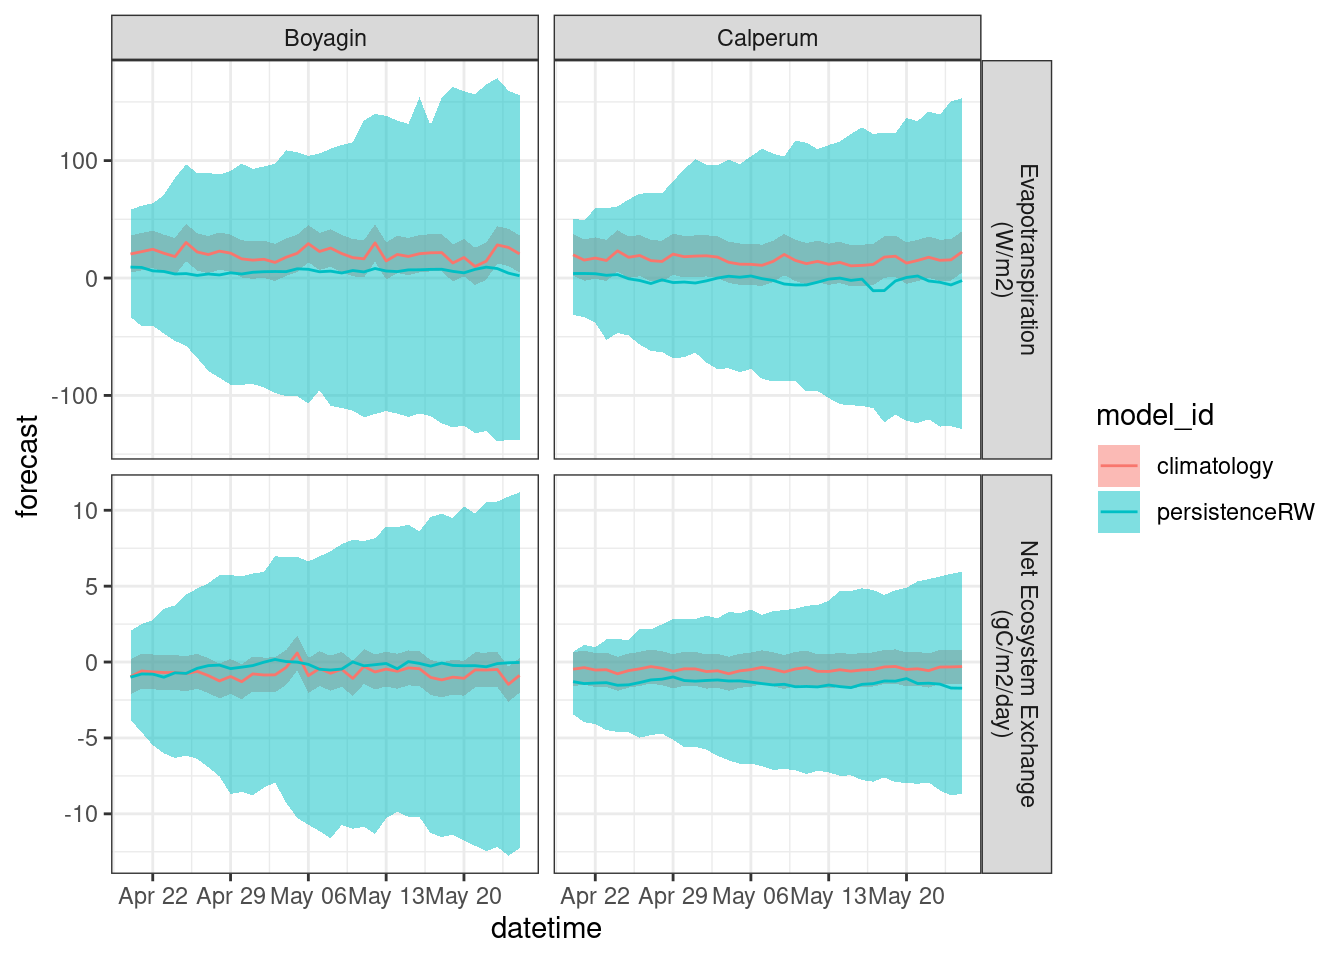 Boyagin
Calperum
100
0
-100
Evapotranspiration
(W/m2)
10
5
0
-5
-10
Net Ecosystem Exchange
(gC/m2/day)
forecast
Apr 22 Apr 29 May 06 May 13 May 20
Apr 22 Apr 29 May 06 May 13 May 20
datetime
model_id
climatology
persistenceRW